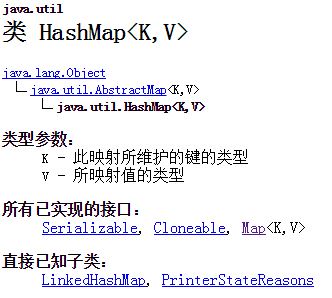 java.util
类 HashMap<K,V>
java.lang.Object
java.util.AbstractMap<K,V>
java.util.HashMap<K,V>
类型参数：
K - 此映射所维护的键的类型
V - 所映射值的类型
所有已实现的接口：
Serializable, Cloneable, Map<K,V>
直接已知子类：
LinkedHashMap, PrinterStateReasons